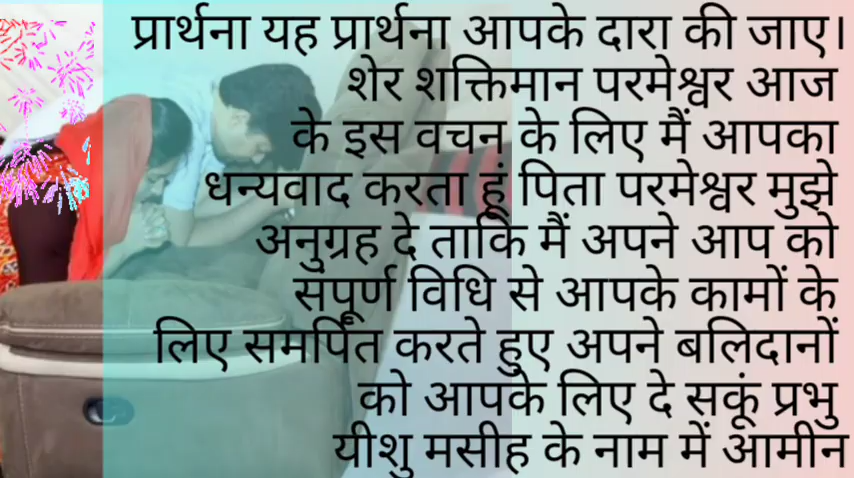 प्रार्थना यह प्रार्थना आपके दारा की जाए।
शेर शक्तिमान परमेश्वर आज
के इस वचन के लिए मैं आपका
धन्यवाद करता हूं पिता परमेश्वर मुझे
अनुग्रह दे ताकि मैं अपने आप को
संपूर्ण विधि से आपके कामों के
लिए समर्पित करते हुए अपने बलिदानों
को आपके लिए दे सकूं प्रभु
यीशु मसीह के नाम में आमीन